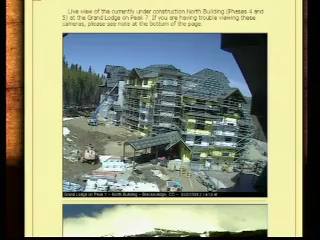 Live view of the currently under construction North Building (Phases 4 and
5) at the Grand Lodge on Peak 7. If you are having trouble viewing these
cameras, please see note at the bottom of the page.
Grand Lodge on Peak 7 - North Building - Breckenridge, CO -